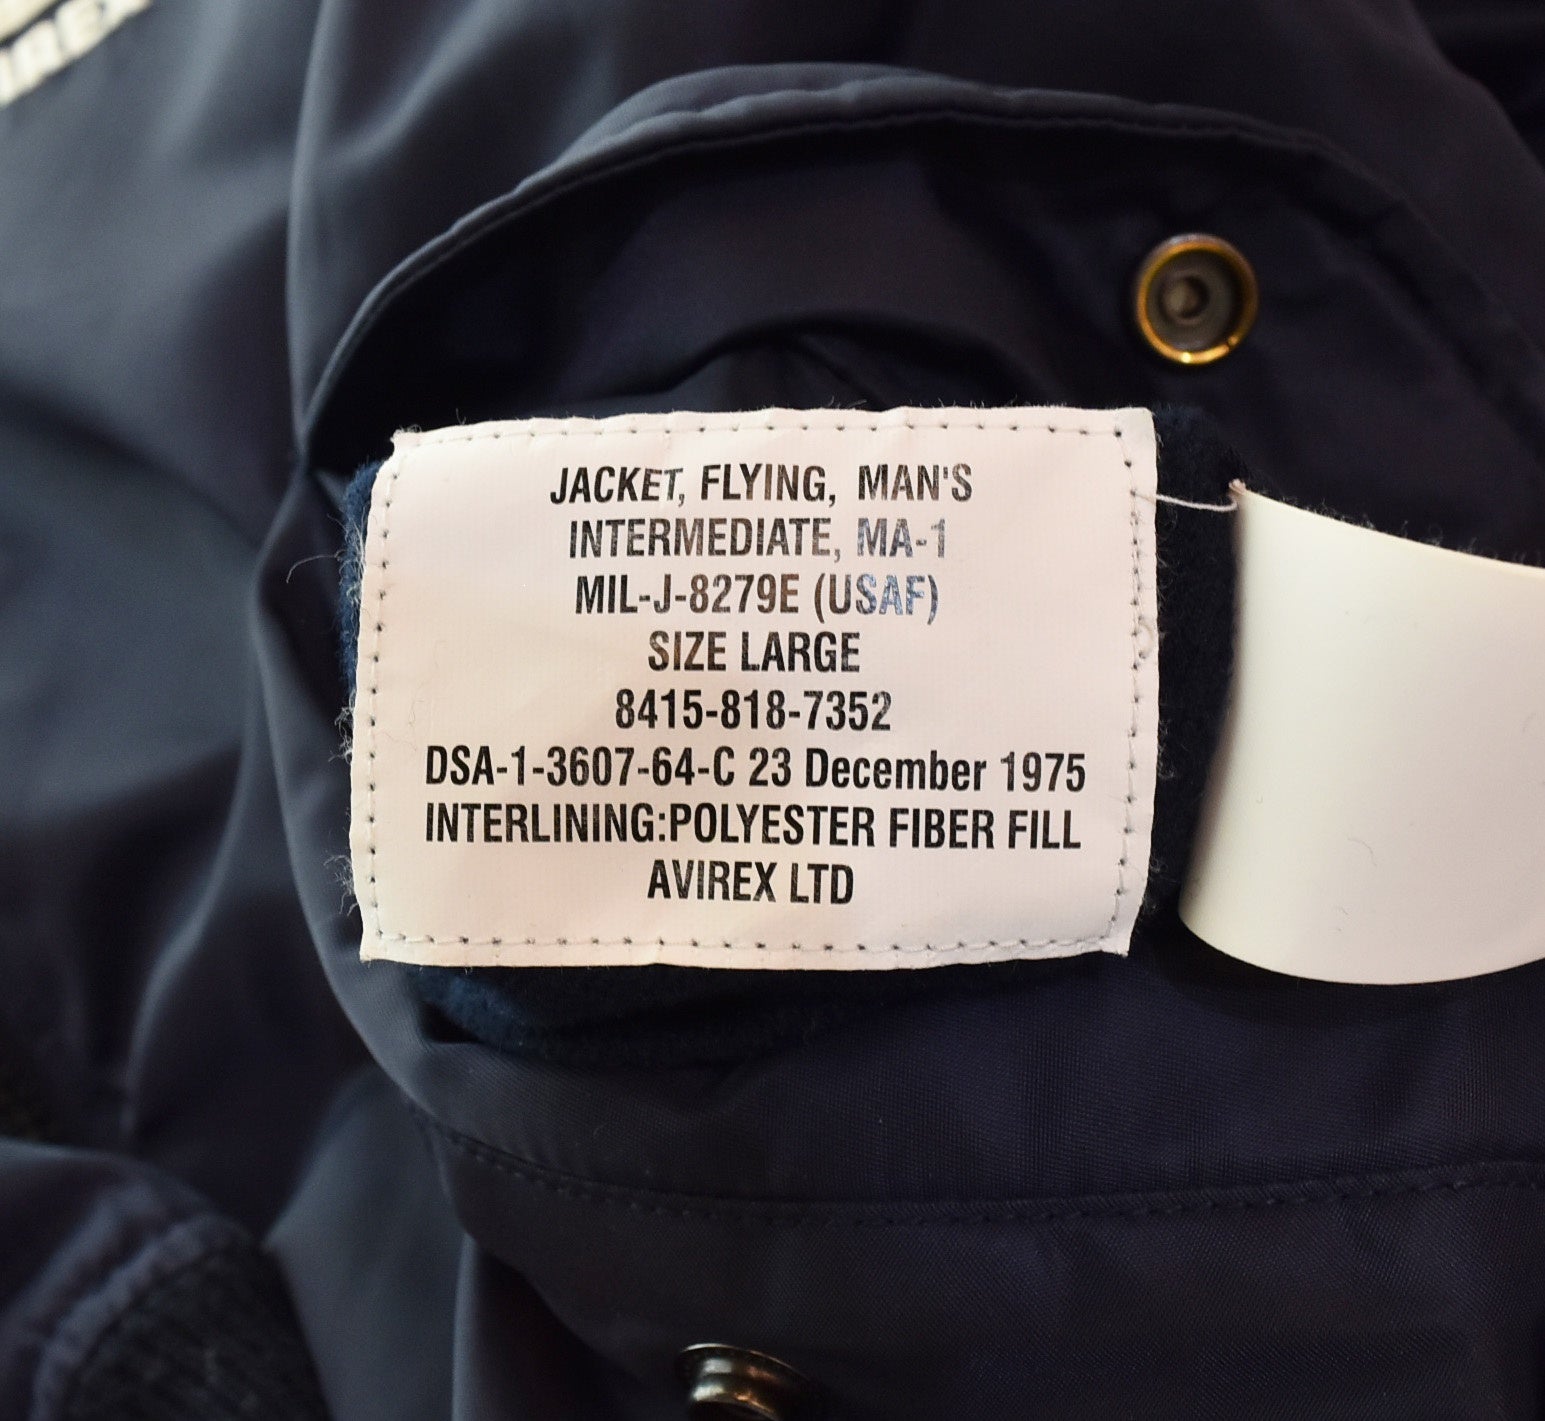 IREX
JACKET, FLYING, MAN'S
INTERMEDIATE, MA-1
MIL-J-8279E (USAF)
SIZE LARGE
8415-818-7352
DSA-1-3607-64-C 23 December 1975
INTERLINING:POLYESTER FIBER FILL
AVIREX LTD